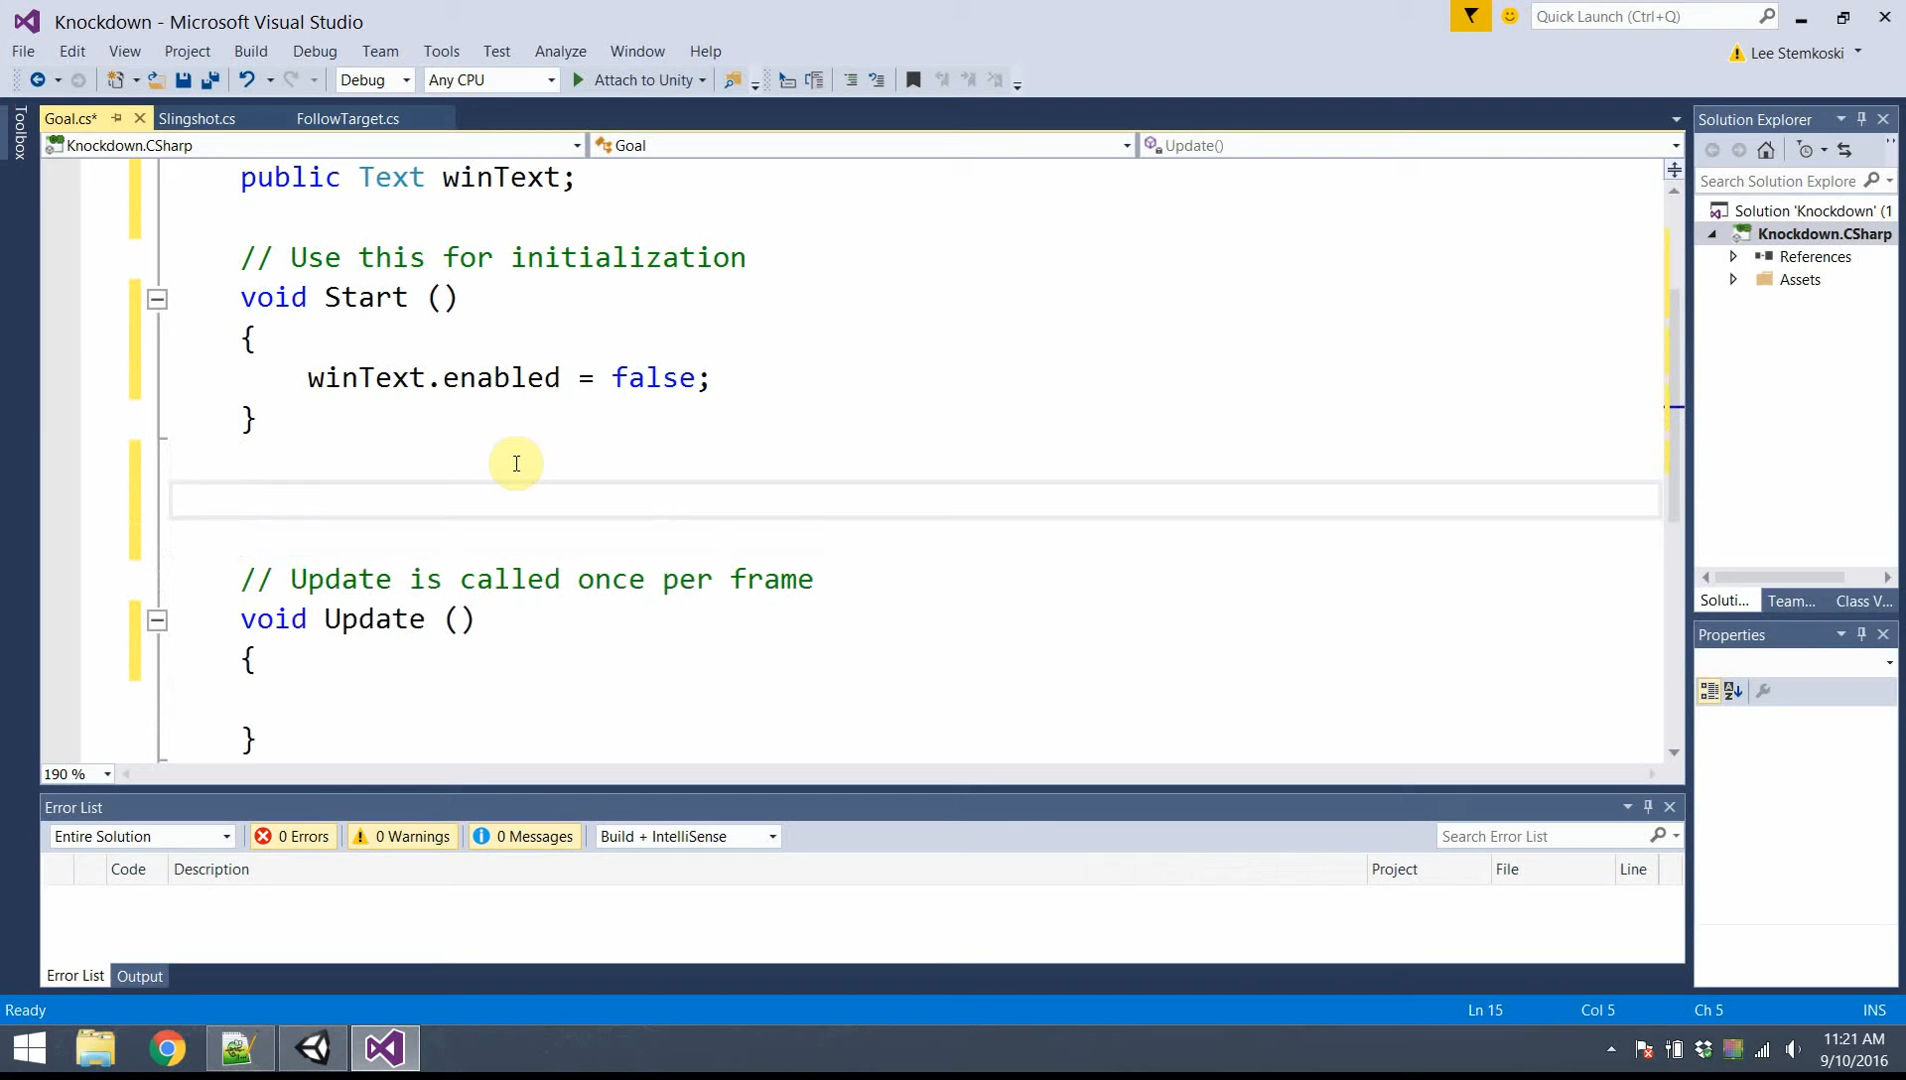 Knockdown - Microsoft Visual Studio
Quick Launch (Ctrl+Q)
File Edit View Project Build Debug Team Tools Test Analyze Window Help
Lee Stemkoski
Debug Any CPU Attach to Unity
Toolbox
Goal.cs* Slingshot.cs FollowTarget.cs
Knockdown.CSharp Goal Update()
public Text winText;
// Use this for initialization
void Start ()
{
winText.enabled = false;
}
// Update is called once per frame
void Update ()
{
}
190 %
Solution Explorer
Search Solution Explore
Solution 'Knockdown' (1
Knockdown.CSharp
References
Assets
Soluti... Team... Class V...
Properties
Error List
Entire Solution 0 Errors 0 Warnings 0 Messages Build + IntelliSense Search Error List
Code Description Project File Line
Error List Output
Ready Ln 15 Col 5 Ch 5 INS
11:21 AM
9/10/2016